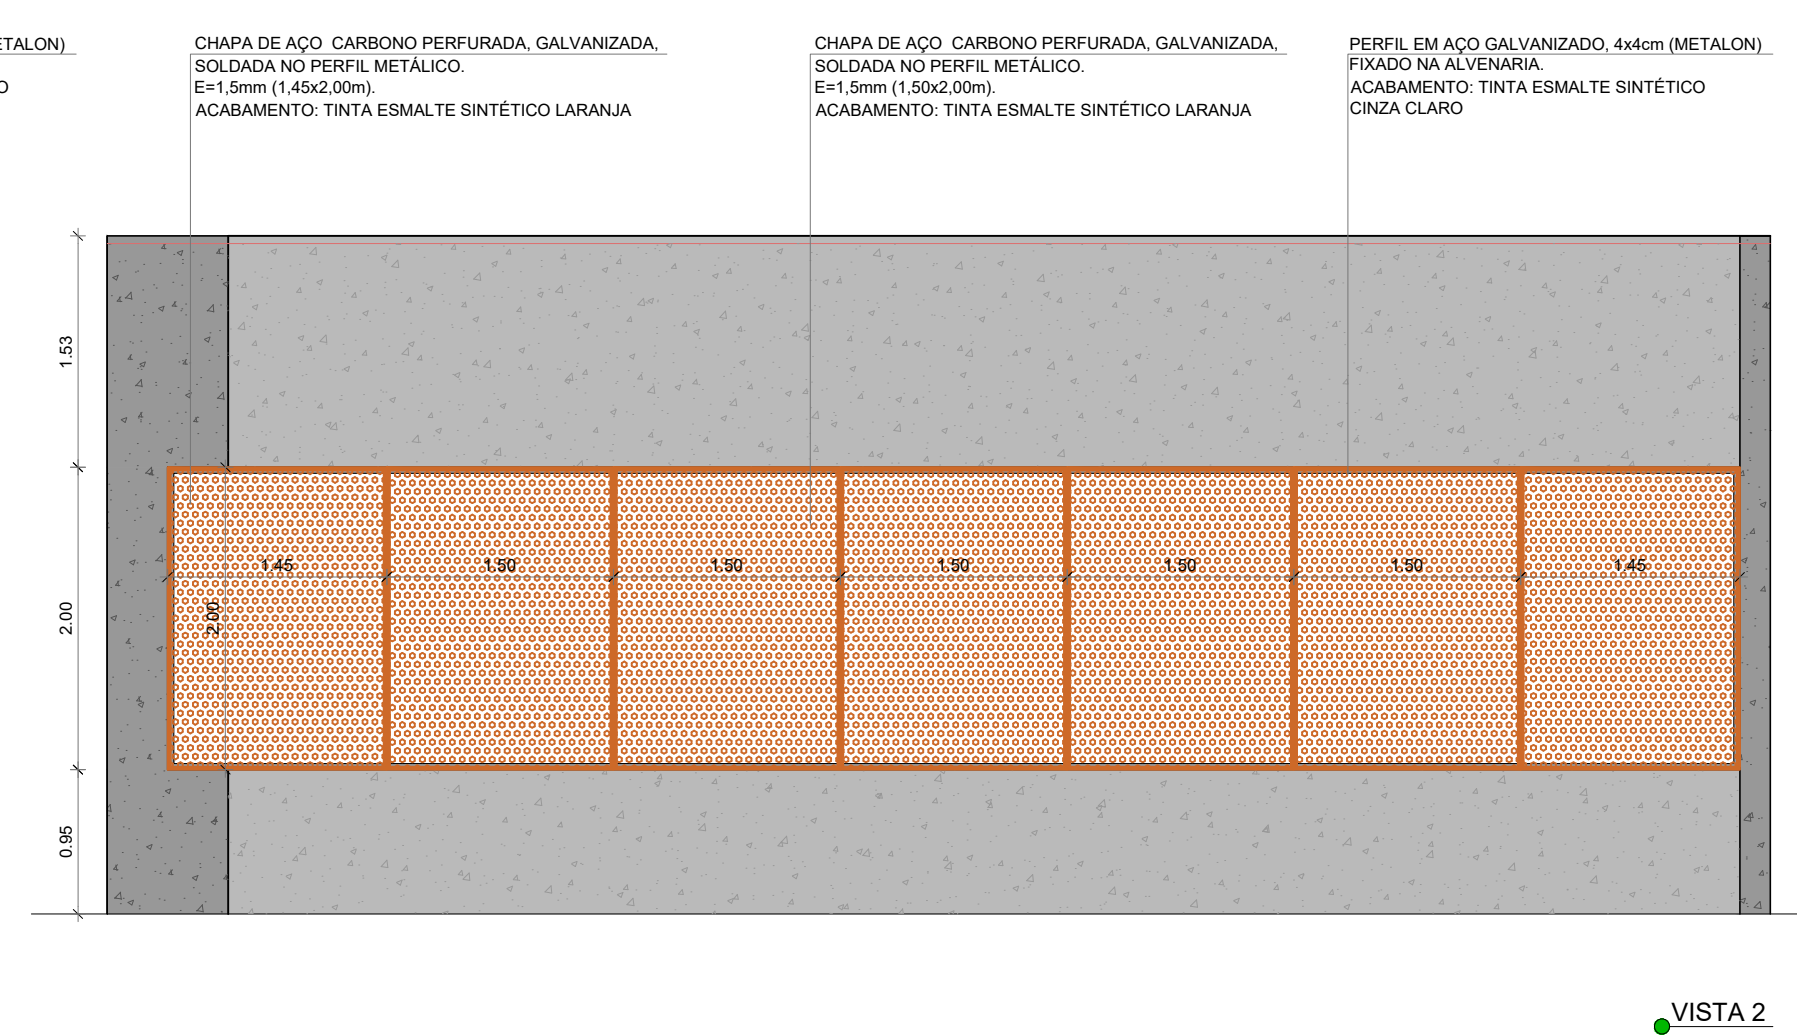 ETALON)
O
CHAPA DE AÇO  CARBONO PERFURADA, GALVANIZADA,
SOLDADA NO PERFIL METÁLICO.
E=1,5mm (1,45x2,00m).
ACABAMENTO: TINTA ESMALTE SINTÉTICO LARANJA
CHAPA DE AÇO  CARBONO PERFURADA, GALVANIZADA,
SOLDADA NO PERFIL METÁLICO.
E=1,5mm (1,50x2,00m).
ACABAMENTO: TINTA ESMALTE SINTÉTICO LARANJA
PERFIL EM AÇO GALVANIZADO, 4x4cm (METALON)
FIXADO NA ALVENARIA.
ACABAMENTO: TINTA ESMALTE SINTÉTICO
CINZA CLARO
1.53
2.00
0.95
1.45
1.50
1.50
1.50
1.50
1.50
1.45
2.00
VISTA 2